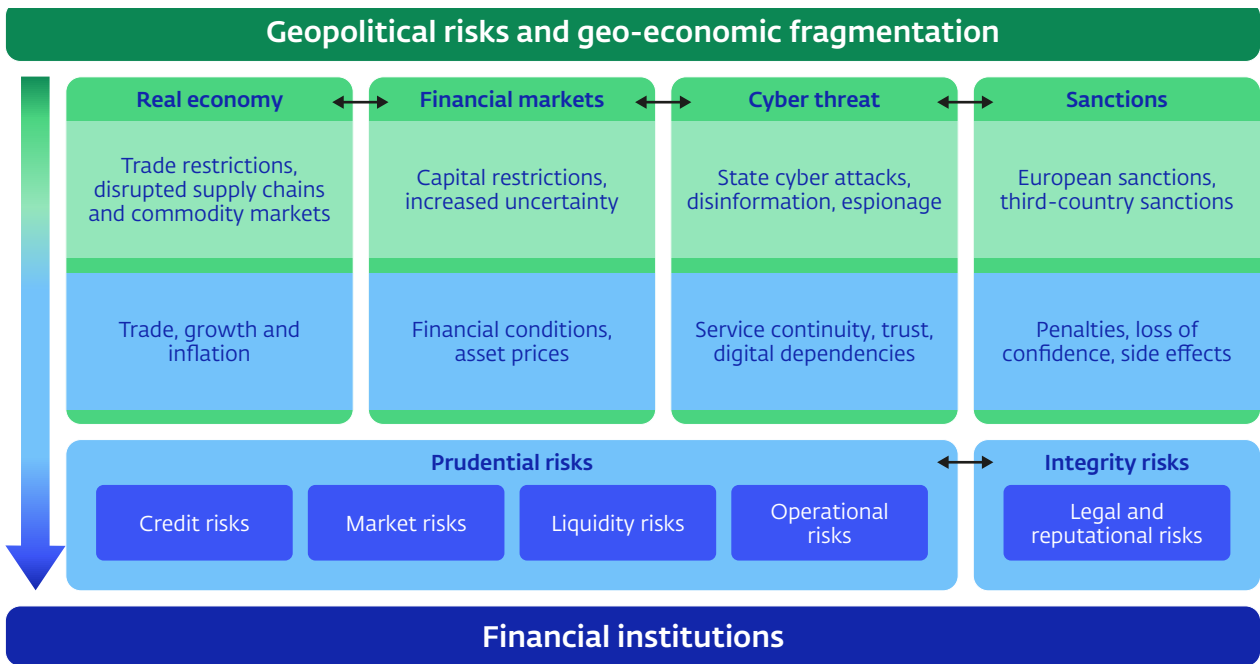 Geopolitical risks and geo-economic fragmentation
Real economy
Financial markets
Cyber threat
Sanctions
Trade restrictions,
disrupted supply chains
and commodity markets
Capital restrictions,
increased uncertainty
State cyber attacks,
disinformation, espionage
European sanctions,
third-country sanctions
Trade, growth and
inflation
Financial conditions,
asset prices
Service continuity, trust,
digital dependencies
Penalties, loss of
confidence, side effects
Prudential risks
Integrity risks
Credit risks
Market risks
Liquidity risks
Operational
risks
Legal and
reputational risks
Financial institutions